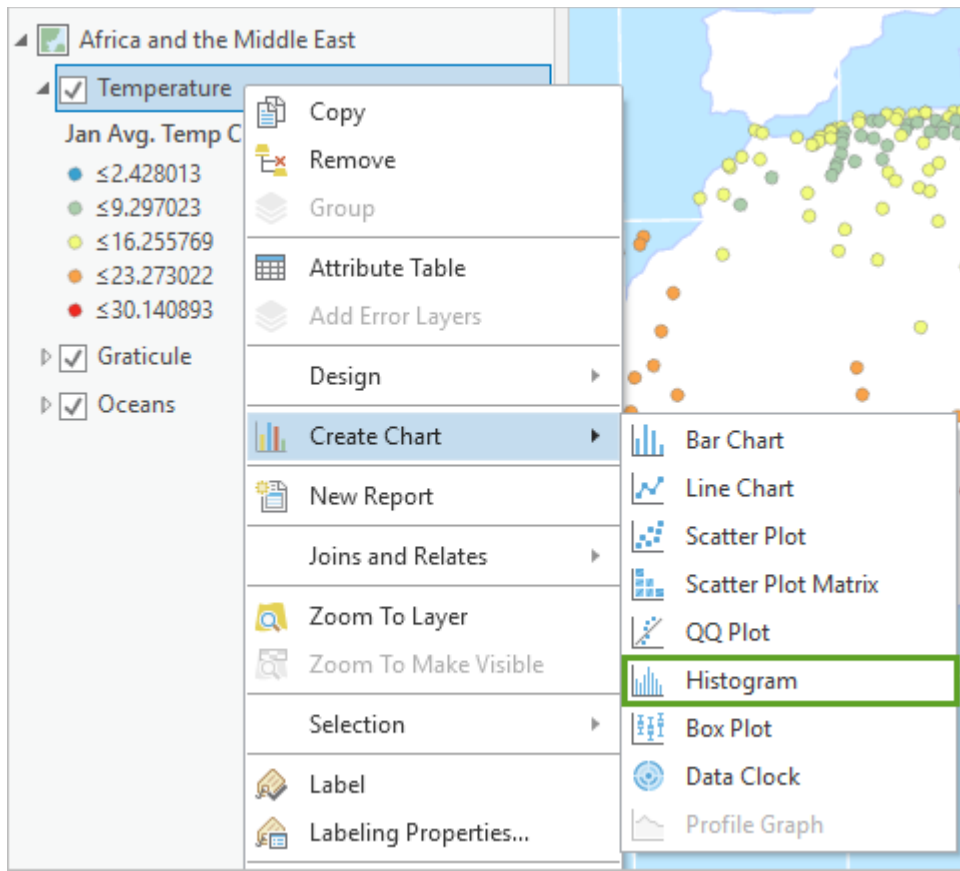 Africa and the Middle East
Temperature
Jan Avg. Temp C
≤2.428013
≤9.297023
≤16.255769
≤23.273022
≤30.140893
Graticule
Oceans
Copy
Remove
Group
Attribute Table
Add Error Layers
Design
Create Chart
New Report
Joins and Relates
Zoom To Layer
Zoom To Make Visible
Selection
Label
Labeling Properties...
Bar Chart
Line Chart
Scatter Plot
Scatter Plot Matrix
QQ Plot
Histogram
Box Plot
Data Clock
Profile Graph